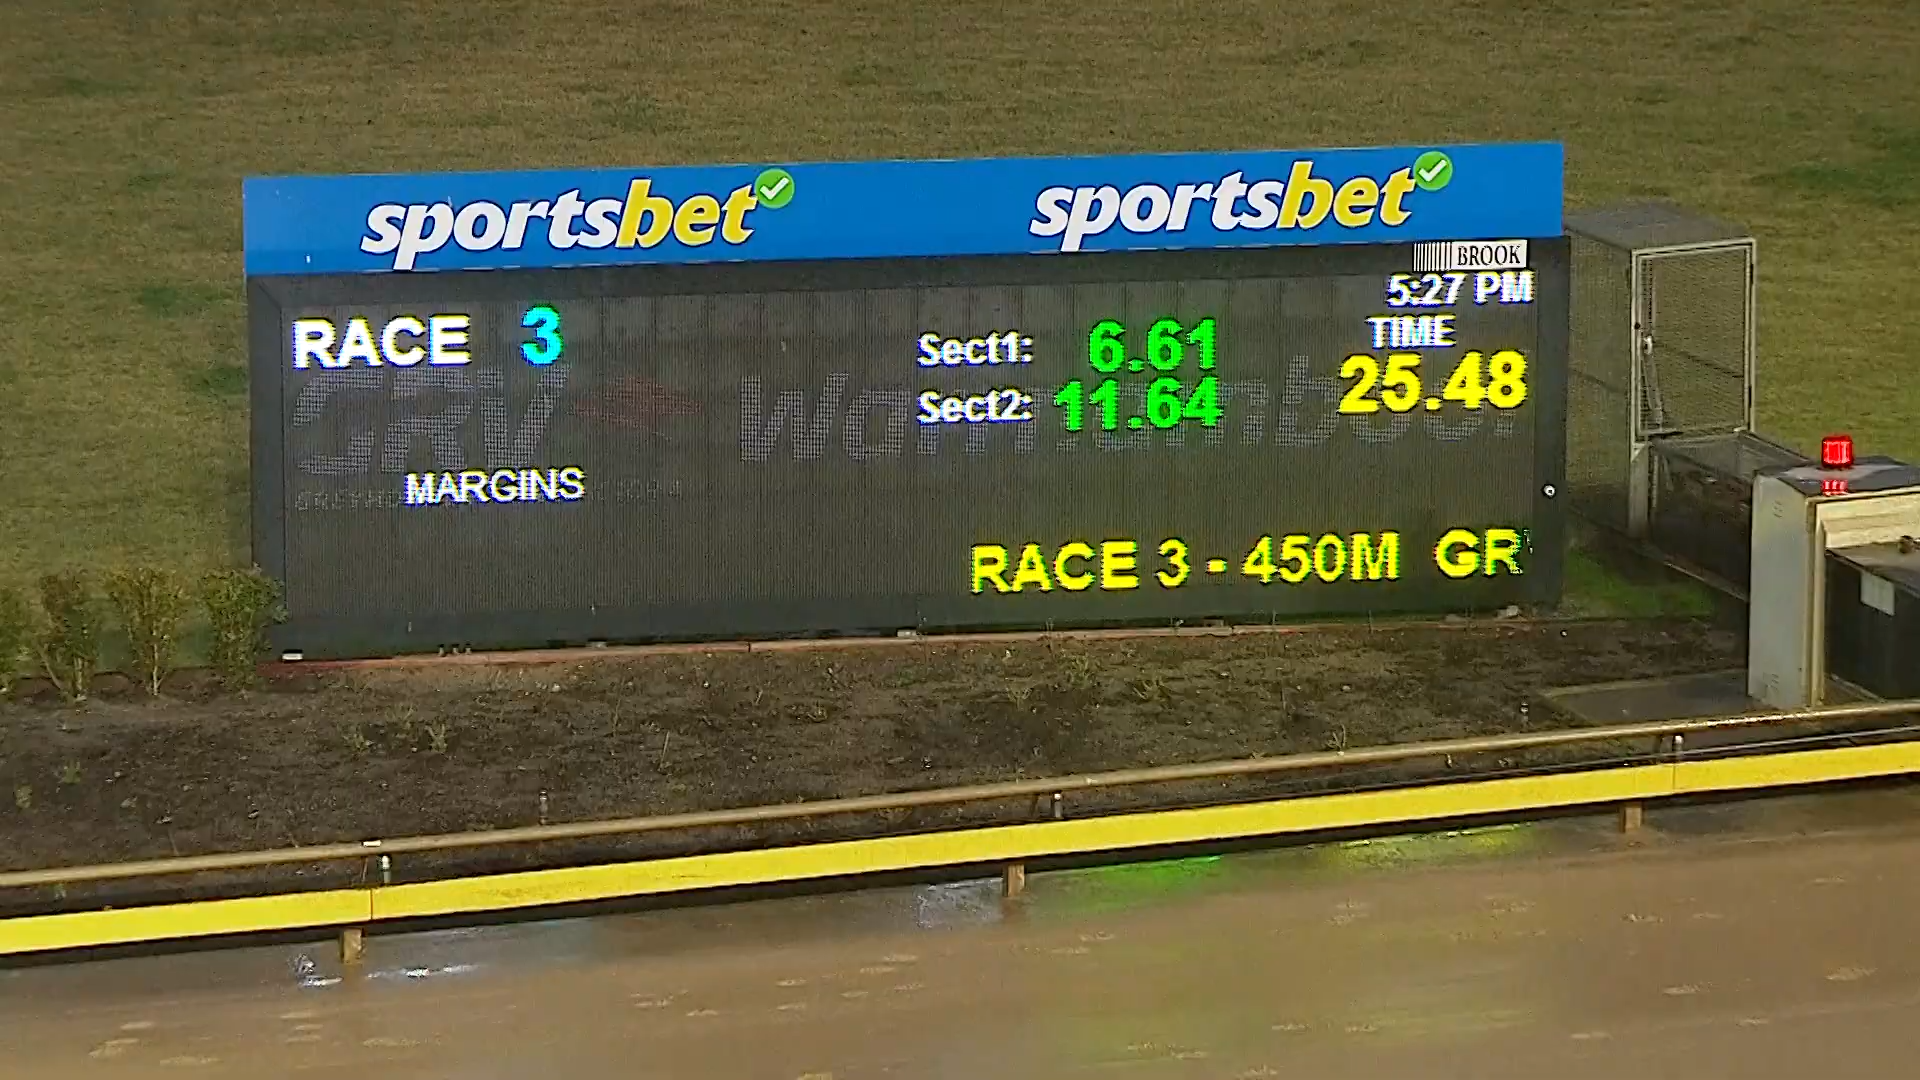 sportsbet sportsbet
BROOK
5:27 PM
RACE 3
Sect1: 6.61
TIME
25.48
Sect2: 11.64
GRV
MARGINS
RACE 3 - 450M GR